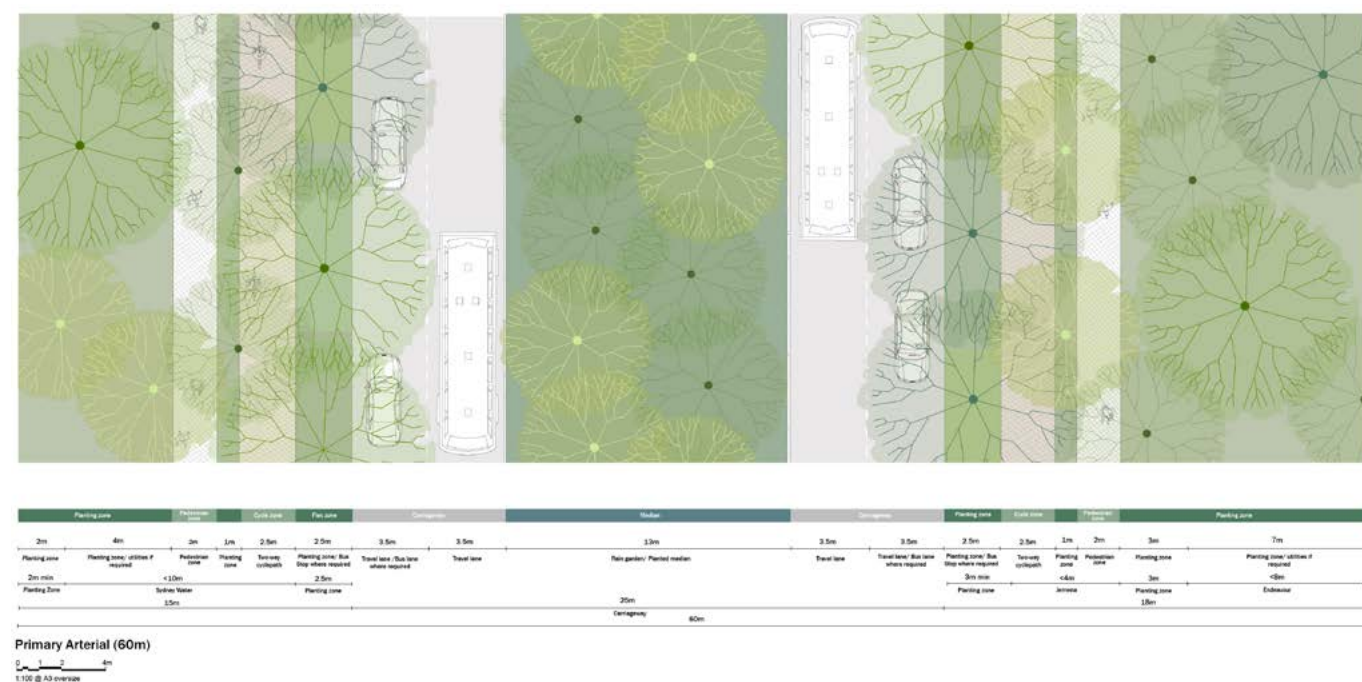 Planting zone Pedestrian zone Cycle zone Flex zone Carriageway Median Carriageway Planting zone Cycle zone Pedestrian zone Planting zone
2m 4m 2m 1m 2.5m 2.5m 3.5m 3.5m 13m 3.5m 3.5m 2.5m 2.5m 1m 2m 3m 7m
Planting zone Planting zone/ utilities if required Pedestrian zone Planting zone Two-way cyclepath Planting zone/ Bus Stop where required Travel lane /Bus lane where required Travel lane Rain garden/ Planted median Travel lane Travel lane/ Bus lane where required Planting zone/ Bus Stop where required Two-way cyclepath Planting zone Pedestrian zone Planting zone Planting zone/ utilities if required
2m min <10m 2.5m 3m min <4m 3m <8m
Planting Zone Sydney Water Planting zone Planting zone Jemena Planting zone Endeavour
15m 35m 18m
Carriageway
60m
Primary Arterial (60m)
0 1 2 4m
1:100 @ A3 oversize